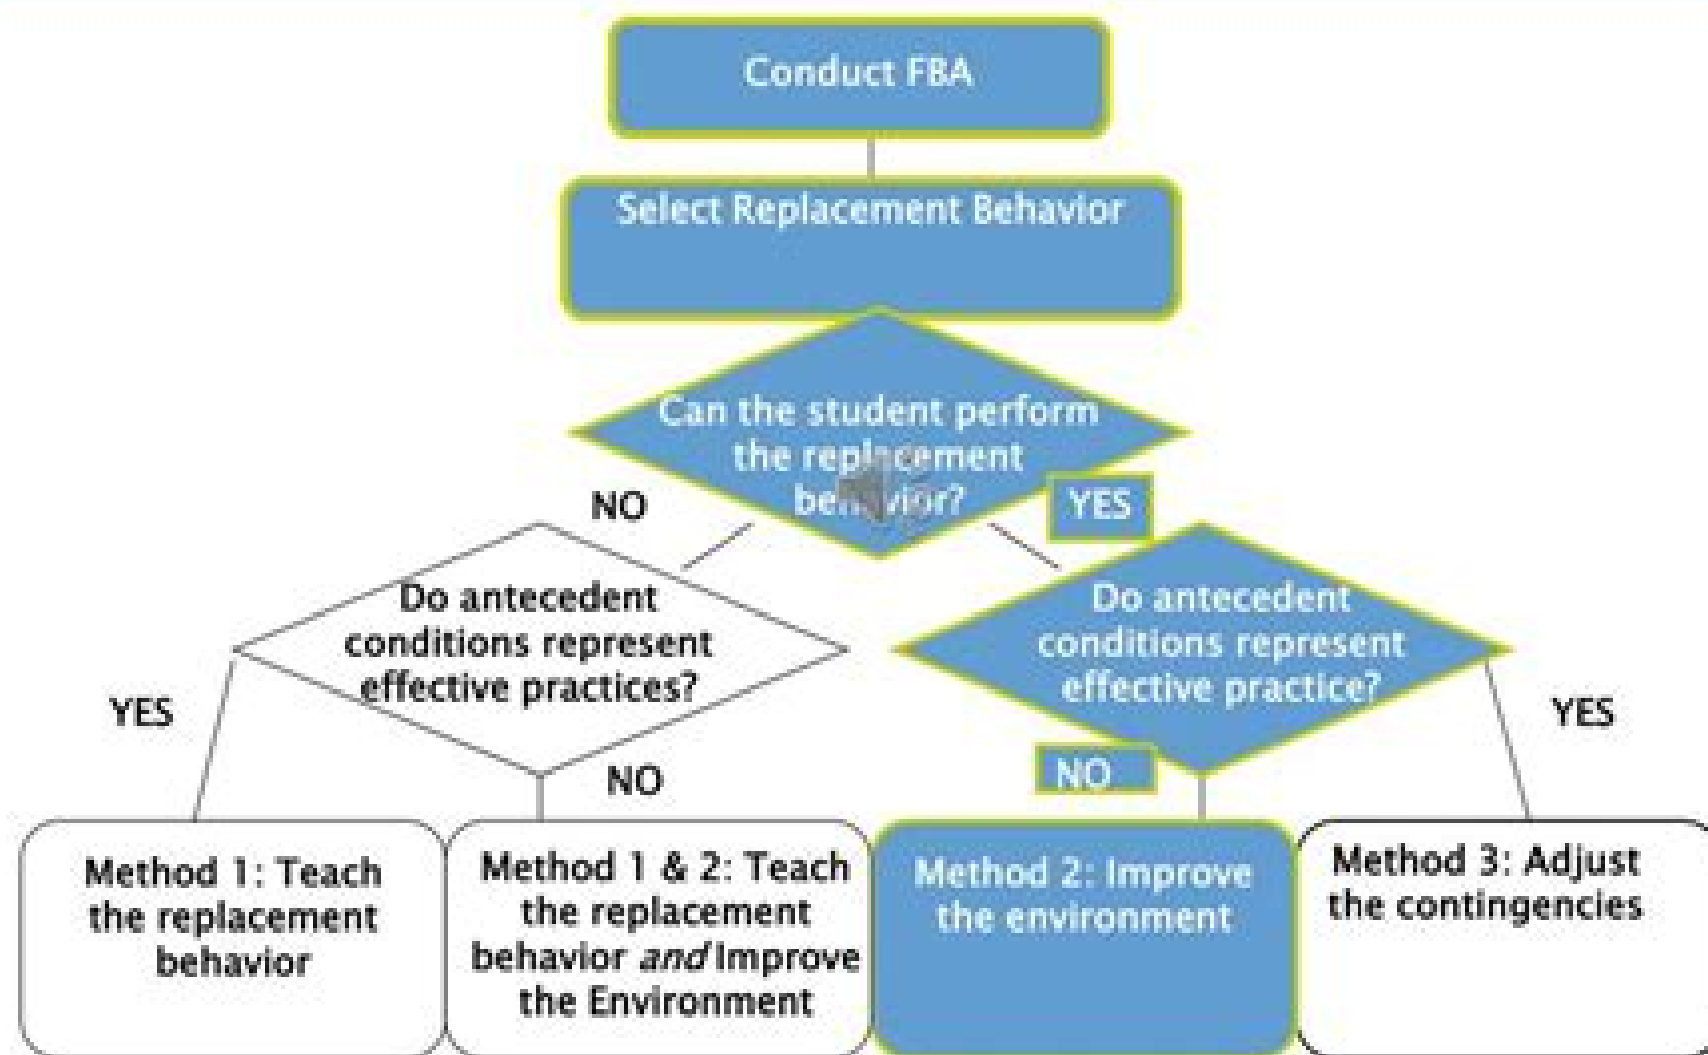 Conduct FBA
Select Replacement Behavior
Can the student perform
the replacement
behavior?
NO
YES
Do antecedent
conditions represent
effective practices?
Do antecedent
conditions represent
effective practice?
YES
NO
NO
YES
Method 1: Teach
the replacement
behavior
Method 1 & 2: Teach
the replacement
behavior and Improve
the Environment
Method 2: Improve
the environment
Method 3: Adjust
the contingencies